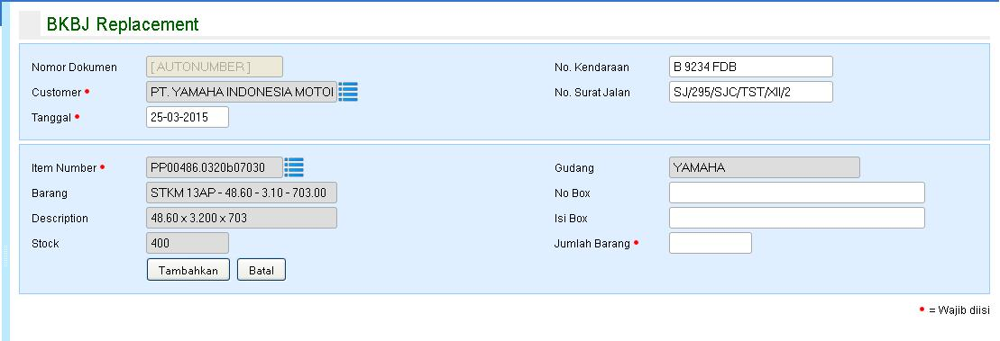 BKBJ Replacement
Nomor Dokumen [ AUTONUMBER ] No. Kendaraan B 9234 FDB
Customer • PT. YAMAHA INDONESIA MOTOI No. Surat Jalan SJ/295/SJC/TST/XII/2
Tanggal • 25-03-2015
Item Number • PP00486.0320b07030 Gudang YAMAHA
Barang STKM 13AP - 48.60 - 3.10 - 703.00 No Box
Description 48.60 x 3.200 x 703 Isi Box
Stock 400 Jumlah Barang •
Tambahkan Batal
• = Wajib diisi